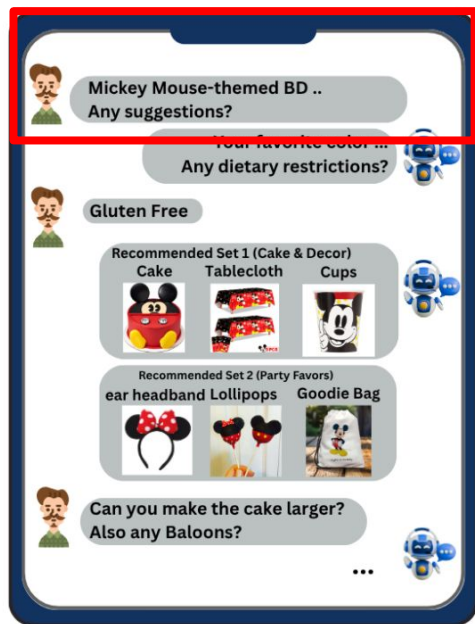 Mickey Mouse-themed BD ..
Any suggestions?
Your favorite color ...
Any dietary restrictions?
Gluten Free
Recommended Set 1 (Cake & Decor)
Cake Tablecloth Cups
Recommended Set 2 (Party Favors)
ear headband Lollipops Goodie Bag
Can you make the cake larger?
Also any Baloons?
...